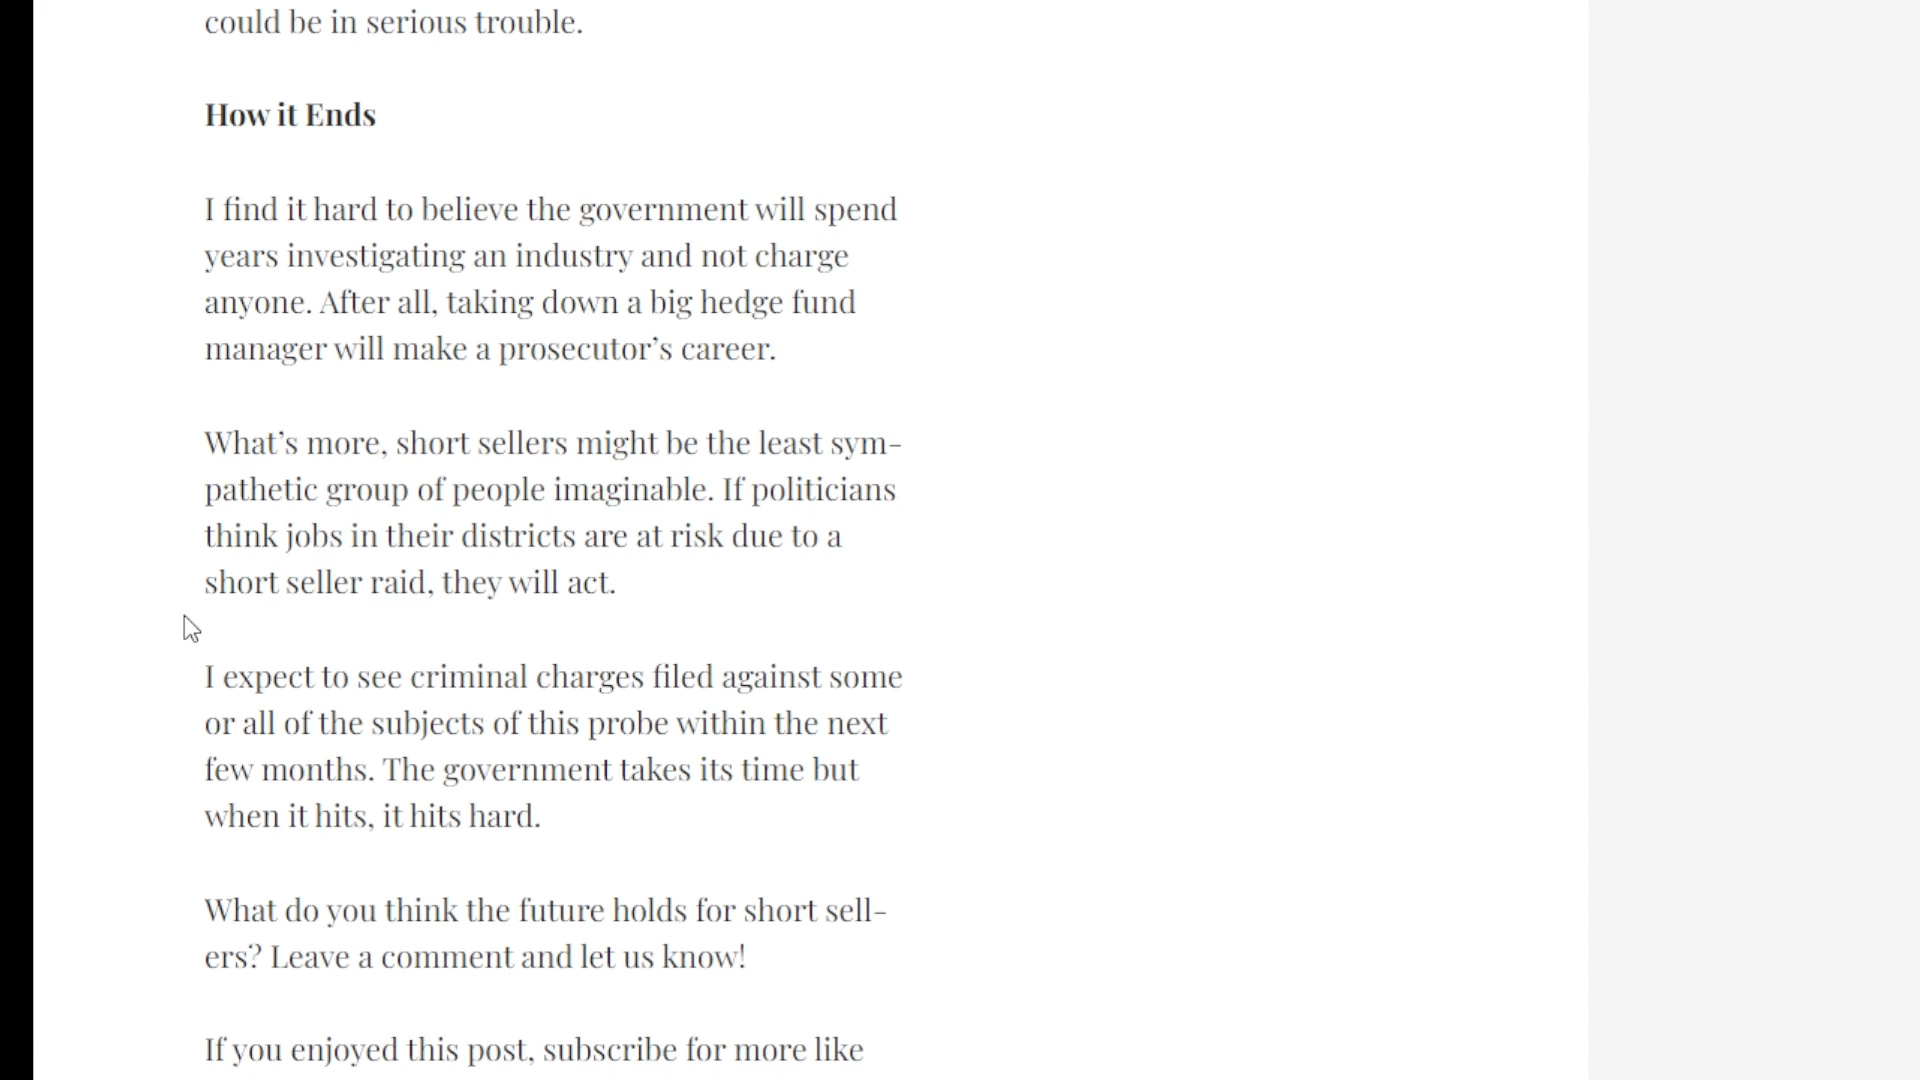 could be in serious trouble.
How it Ends
I find it hard to believe the government will spend
years investigating an industry and not charge
anyone. After all, taking down a big hedge fund
manager will make a prosecutor’s career.
What’s more, short sellers might be the least sym-
pathetic group of people imaginable. If politicians
think jobs in their districts are at risk due to a
short seller raid, they will act.
I expect to see criminal charges filed against some
or all of the subjects of this probe within the next
few months. The government takes its time but
when it hits, it hits hard.
What do you think the future holds for short sell-
ers? Leave a comment and let us know!
If you enjoyed this post, subscribe for more like